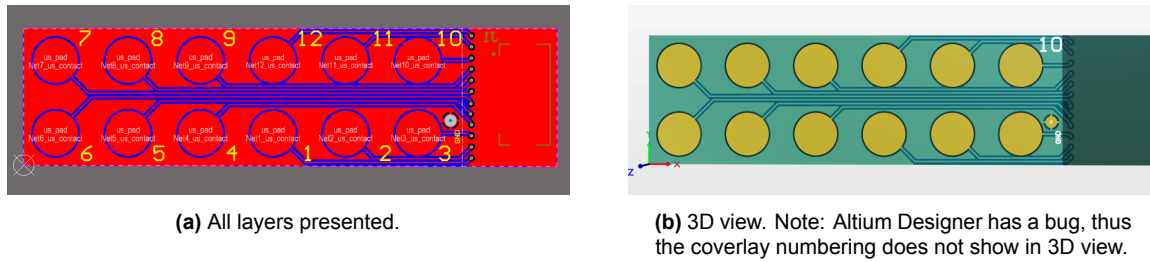 7 8 9 12 11 10
us_pad us_pad us_pad us_pad us_pad us_pad
Net7_us_contact Net8_us_contact Net9_us_contact Net12_us_contact Net11_us_contact Net10_us_contact
us_pad us_pad us_pad us_pad us_pad us_pad
Net6_us_contact Net5_us_contact Net4_us_contact Net1_us_contact Net2_us_contact Net3_us_contact
GND
6 5 4 1 2 3
(a) All layers presented.
10
GND
Y
Z X
(b) 3D view. Note: Altium Designer has a bug, thus
the coverlay numbering does not show in 3D view.